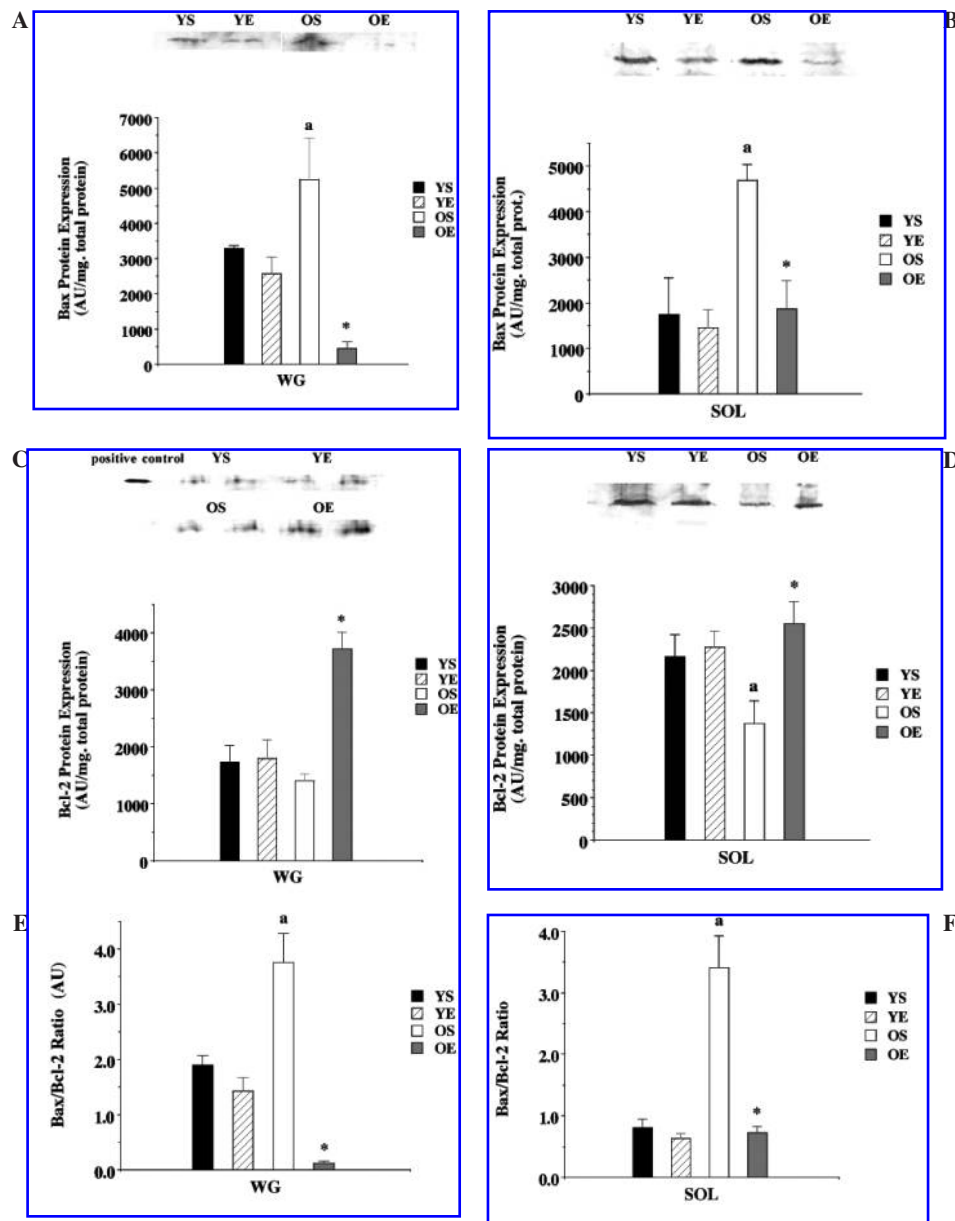 A
YS YE OS OE
7000
6000
5000
4000
3000
2000
1000
0
Bax Protein Expression
(AU/mg. total protein)
a
*
WG
YS
YE
OS
OE
B
YS YE OS OE
5000
4000
3000
2000
1000
0
Bax Protein Expression
(AU/mg. total prot.)
a
*
SOL
YS
YE
OS
OE
C
positive control YS YE
OS OE
4000
3000
2000
1000
0
Bcl-2 Protein Expression
(AU/mg. total protein)
*
WG
YS
YE
OS
OE
D
YS YE OS OE
3000
2500
2000
1500
1000
500
0
Bcl-2 Protein Expression
(AU/mg. total protein)
a
*
SOL
YS
YE
OS
OE
E
4.0
3.0
2.0
1.0
0.0
Bax/Bcl-2 Ratio (AU)
a
*
WG
YS
YE
OS
OE
F
4.0
3.0
2.0
1.0
0.0
Bax/Bcl-2 Ratio
a
*
SOL
YS
YE
OS
OE